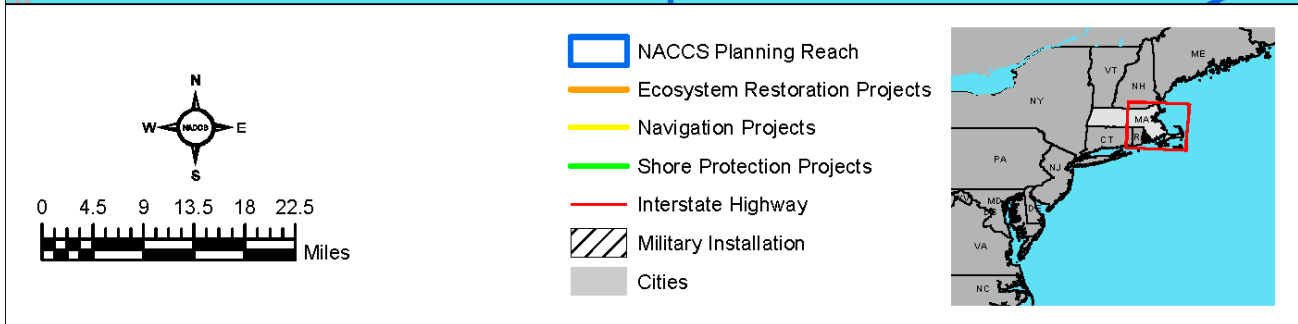 N
W NACCS E
S
0 4.5 9 13.5 18 22.5
Miles
NACCS Planning Reach
Ecosystem Restoration Projects
Navigation Projects
Shore Protection Projects
Interstate Highway
Military Installation
Cities
ME
VT
NH
NY
MA
CT R
PA
NJ
MD
D
VA
NC